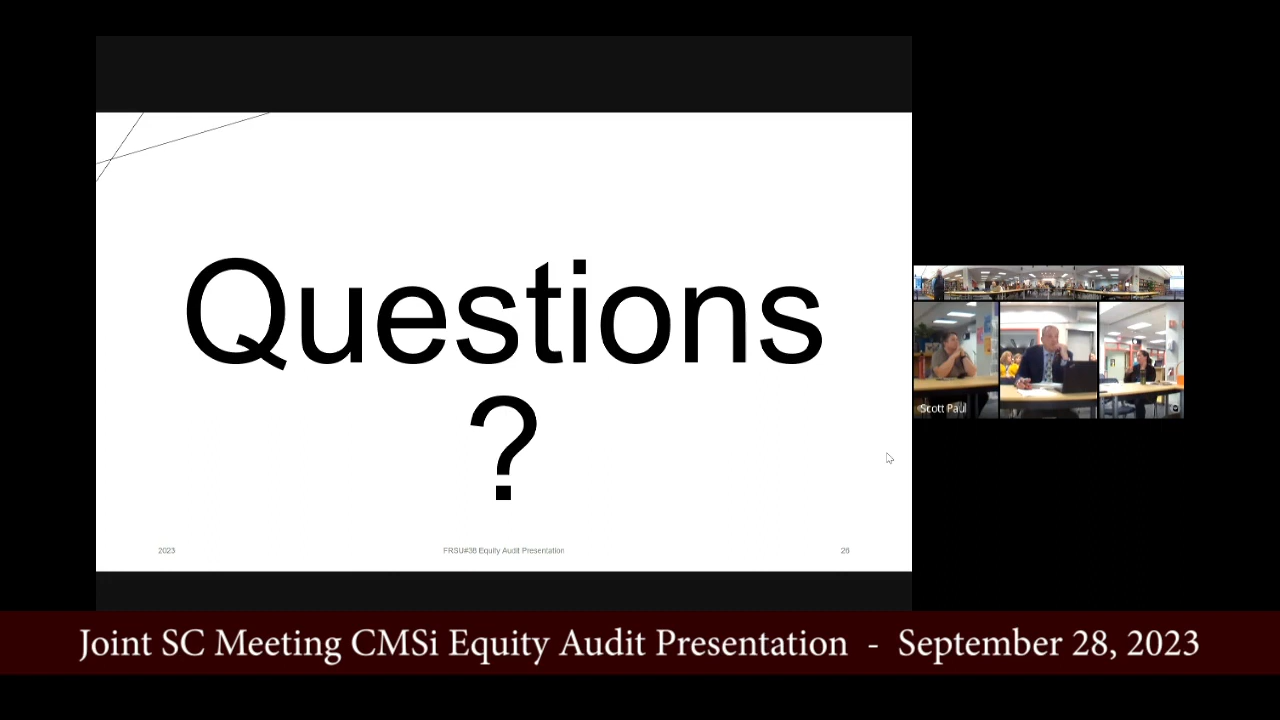 Questions
?
2023
FRSU#38 Equity Audit Presentation
26
Scott Paul
Joint SC Meeting CMSi Equity Audit Presentation - September 28, 2023